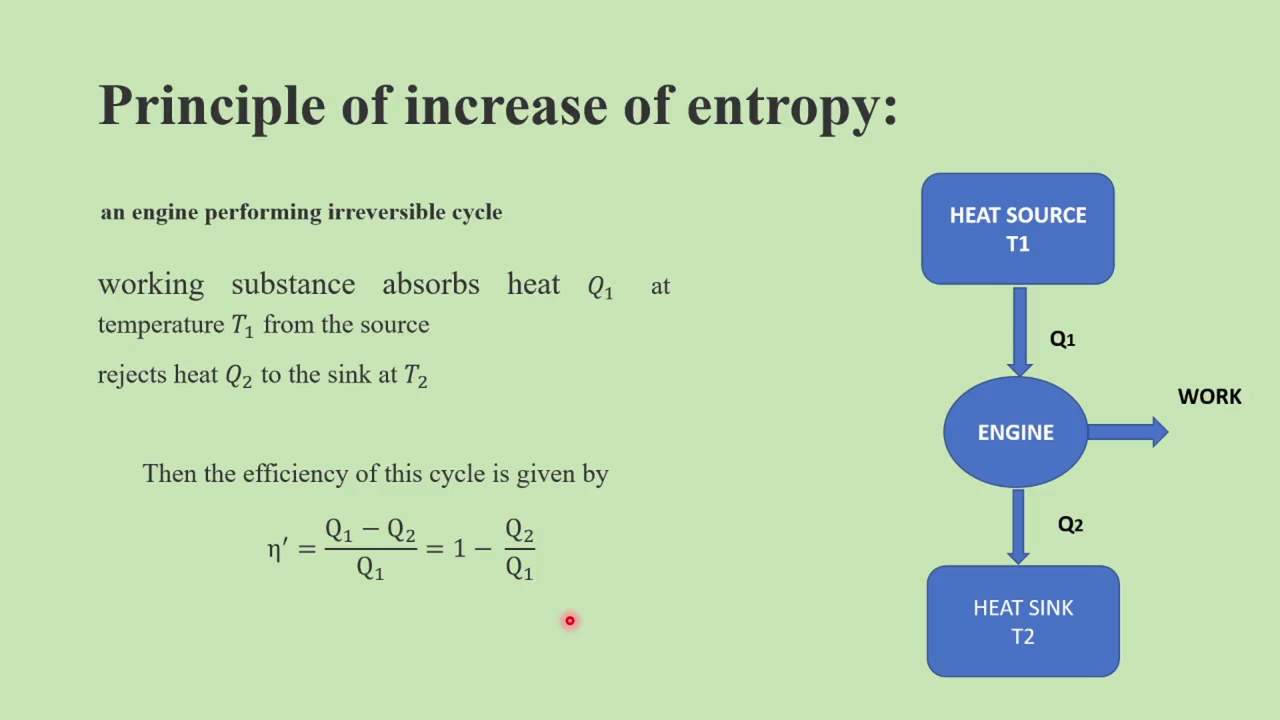 Principle of increase of entropy:
an engine performing irreversible cycle
working substance absorbs heat Q₁ at
temperature T₁ from the source
rejects heat Q₂ to the sink at T₂
Then the efficiency of this cycle is given by
η′ = (Q₁ − Q₂)/Q₁ = 1 − Q₂/Q₁
HEAT SOURCE
T1
Q1
WORK
ENGINE
Q2
HEAT SINK
T2